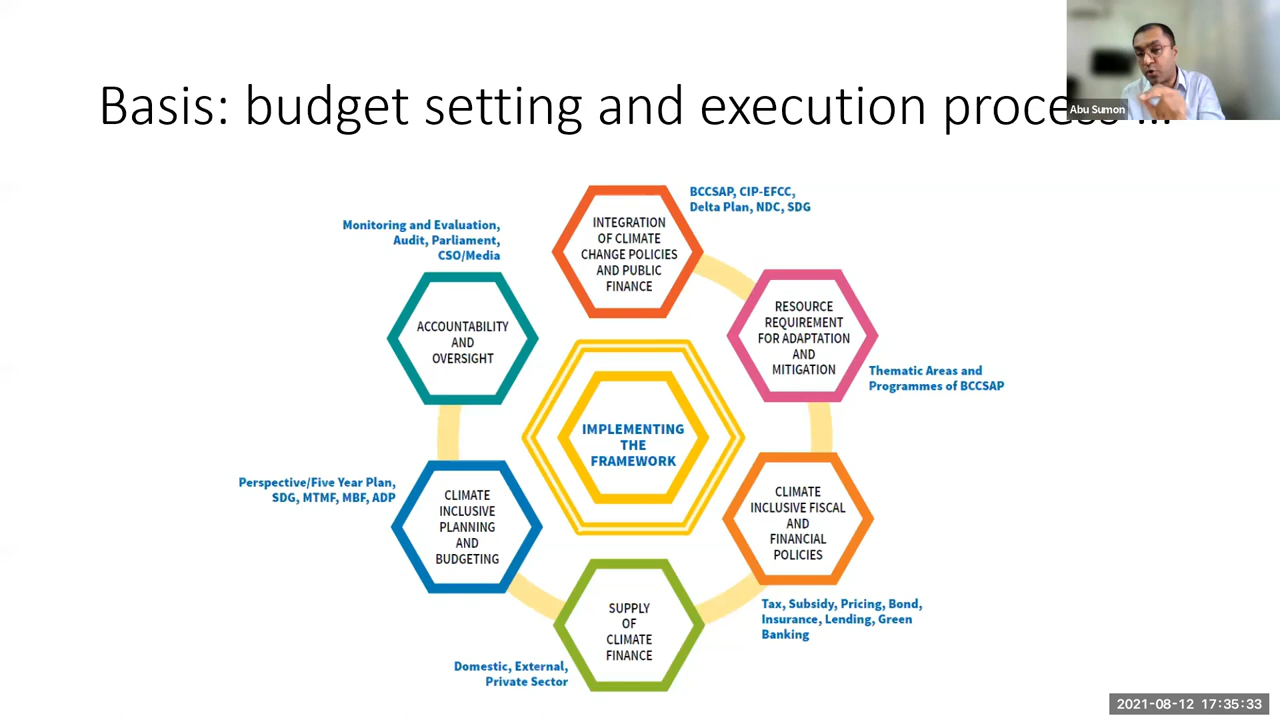 Basis: budget setting and execution process ...
Abu Sumon
BCCSAP, CIP-EFCC,
Delta Plan, NDC, SDG
INTEGRATION
OF CLIMATE
CHANGE POLICIES
AND PUBLIC
FINANCE
Monitoring and Evaluation,
Audit, Parliament,
CSO/Media
ACCOUNTABILITY
AND
OVERSIGHT
RESOURCE
REQUIREMENT
FOR ADAPTATION
AND
MITIGATION
Thematic Areas and
Programmes of BCCSAP
IMPLEMENTING
THE
FRAMEWORK
Perspective/Five Year Plan,
SDG, MTMF, MBF, ADP
CLIMATE
INCLUSIVE
PLANNING
AND
BUDGETING
CLIMATE
INCLUSIVE FISCAL
AND
FINANCIAL
POLICIES
Tax, Subsidy, Pricing, Bond,
Insurance, Lending, Green
Banking
SUPPLY
OF
CLIMATE
FINANCE
Domestic, External,
Private Sector
2021-08-12 17:35:33